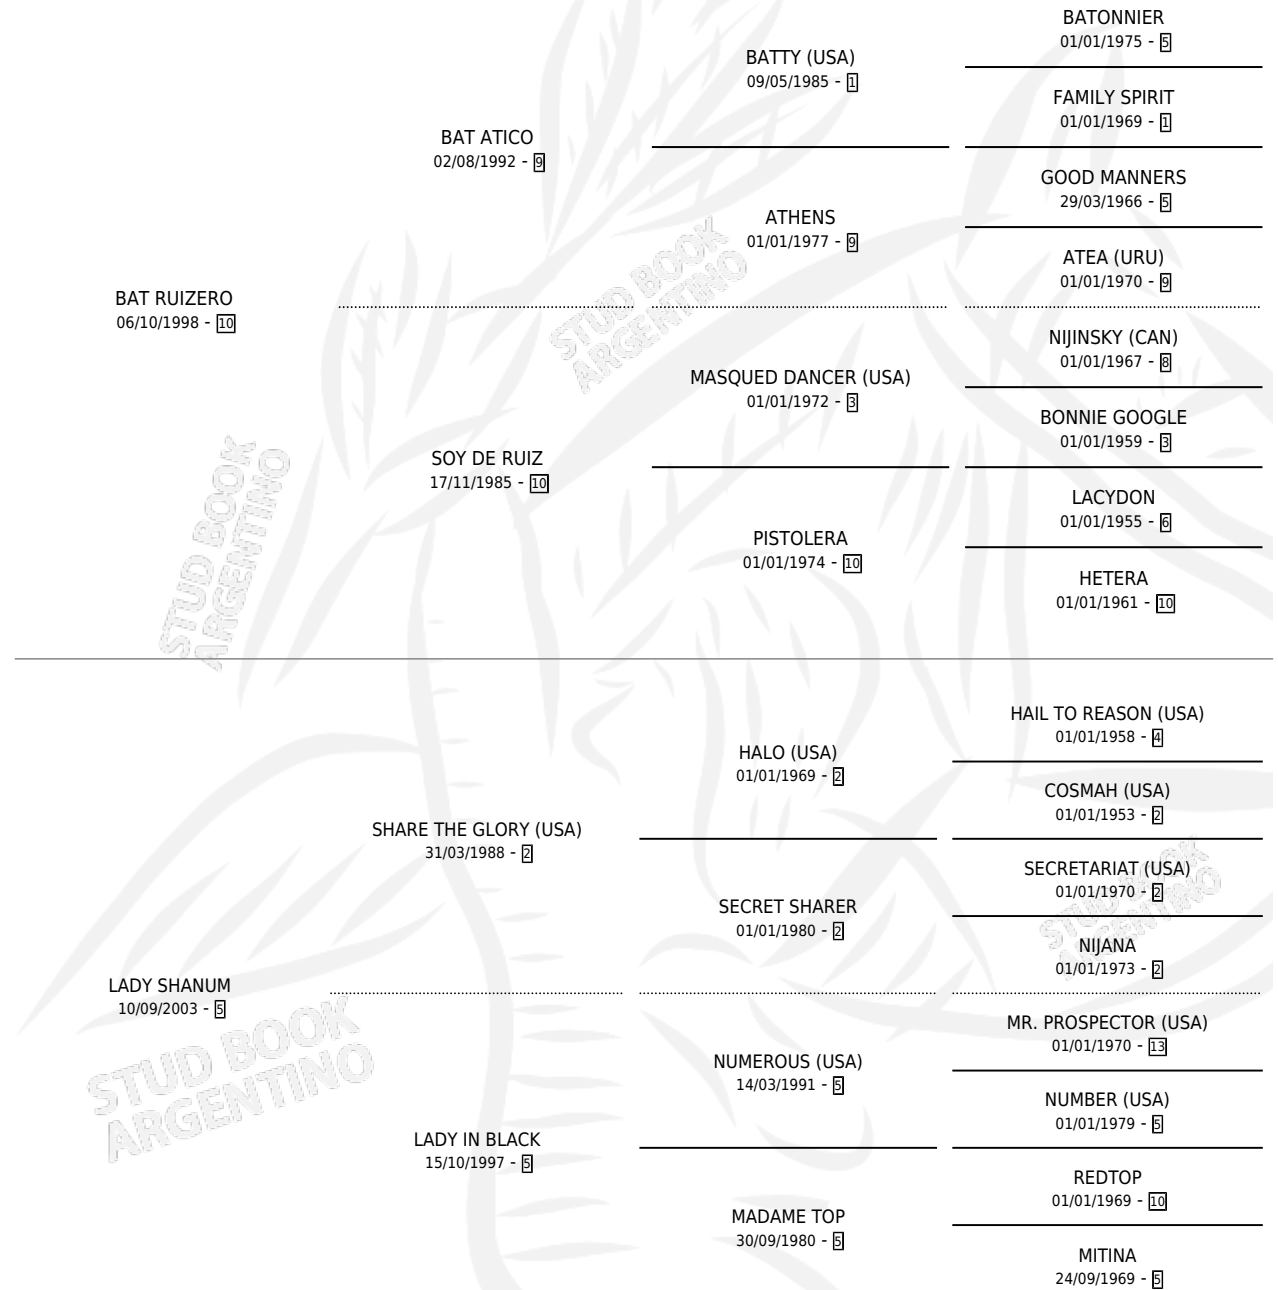 BATONNIER
01/01/1975 - 5
BATTY (USA)
09/05/1985 - 1
FAMILY SPIRIT
01/01/1969 - 1
BAT ATICO
02/08/1992 - 9
GOOD MANNERS
29/03/1966 - 5
ATHENS
01/01/1977 - 9
ATEA (URU)
01/01/1970 - 9
BAT RUIZERO
06/10/1998 - 10
NIJINSKY (CAN)
01/01/1967 - 8
MASQUED DANCER (USA)
01/01/1972 - 3
BONNIE GOOGLE
01/01/1959 - 3
SOY DE RUIZ
17/11/1985 - 10
LACYDON
01/01/1955 - 6
PISTOLERA
01/01/1974 - 10
HETERA
01/01/1961 - 10
HAIL TO REASON (USA)
01/01/1958 - 4
HALO (USA)
01/01/1969 - 2
COSMAH (USA)
01/01/1953 - 2
SHARE THE GLORY (USA)
31/03/1988 - 2
SECRETARIAT (USA)
01/01/1970 - 2
SECRET SHARER
01/01/1980 - 2
NIJANA
01/01/1973 - 2
LADY SHANUM
10/09/2003 - 5
MR. PROSPECTOR (USA)
01/01/1970 - 13
NUMEROUS (USA)
14/03/1991 - 5
NUMBER (USA)
01/01/1979 - 5
LADY IN BLACK
15/10/1997 - 5
REDTOP
01/01/1969 - 10
MADAME TOP
30/09/1980 - 5
MITINA
24/09/1969 - 5
STUD BOOK
ARGENTINO
STUD BOOK
ARGENTINO
STUD BOOK
ARGENTINO
STUD BOOK
ARGENTINO